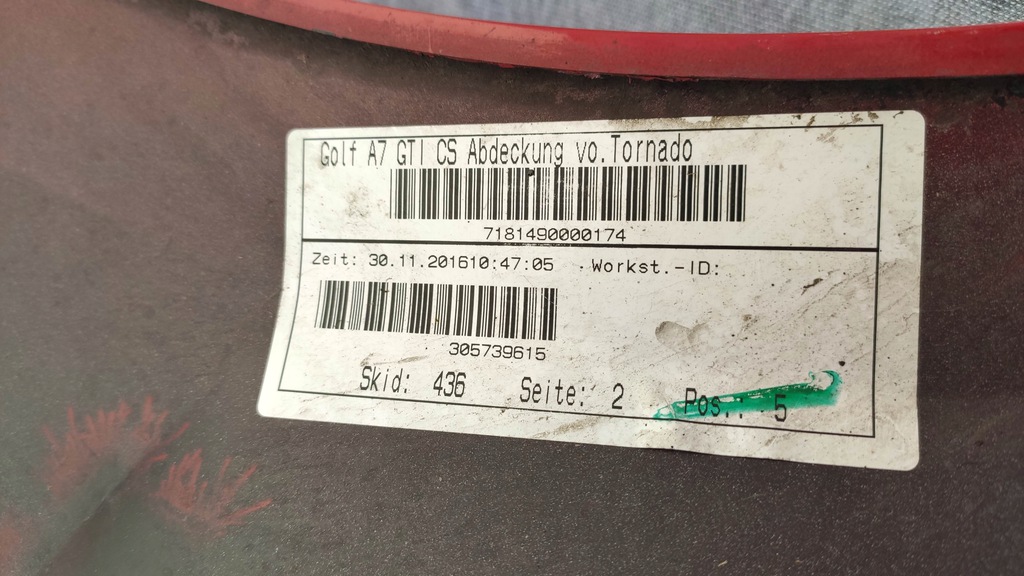 Golf A7 GTI CS Abdeckung vo.Tornado
7181490000174
Zeit: 30.11.201610:47:05 Workst.-ID:
305739615
Skid: 436 Seite: 2 Pos.: 5